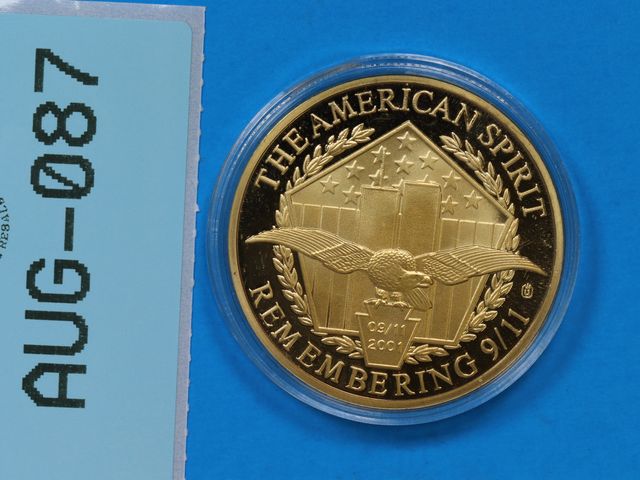 AUG-087
THE AMERICAN SPIRIT
09/11
2001
REMEMBERING 9/11